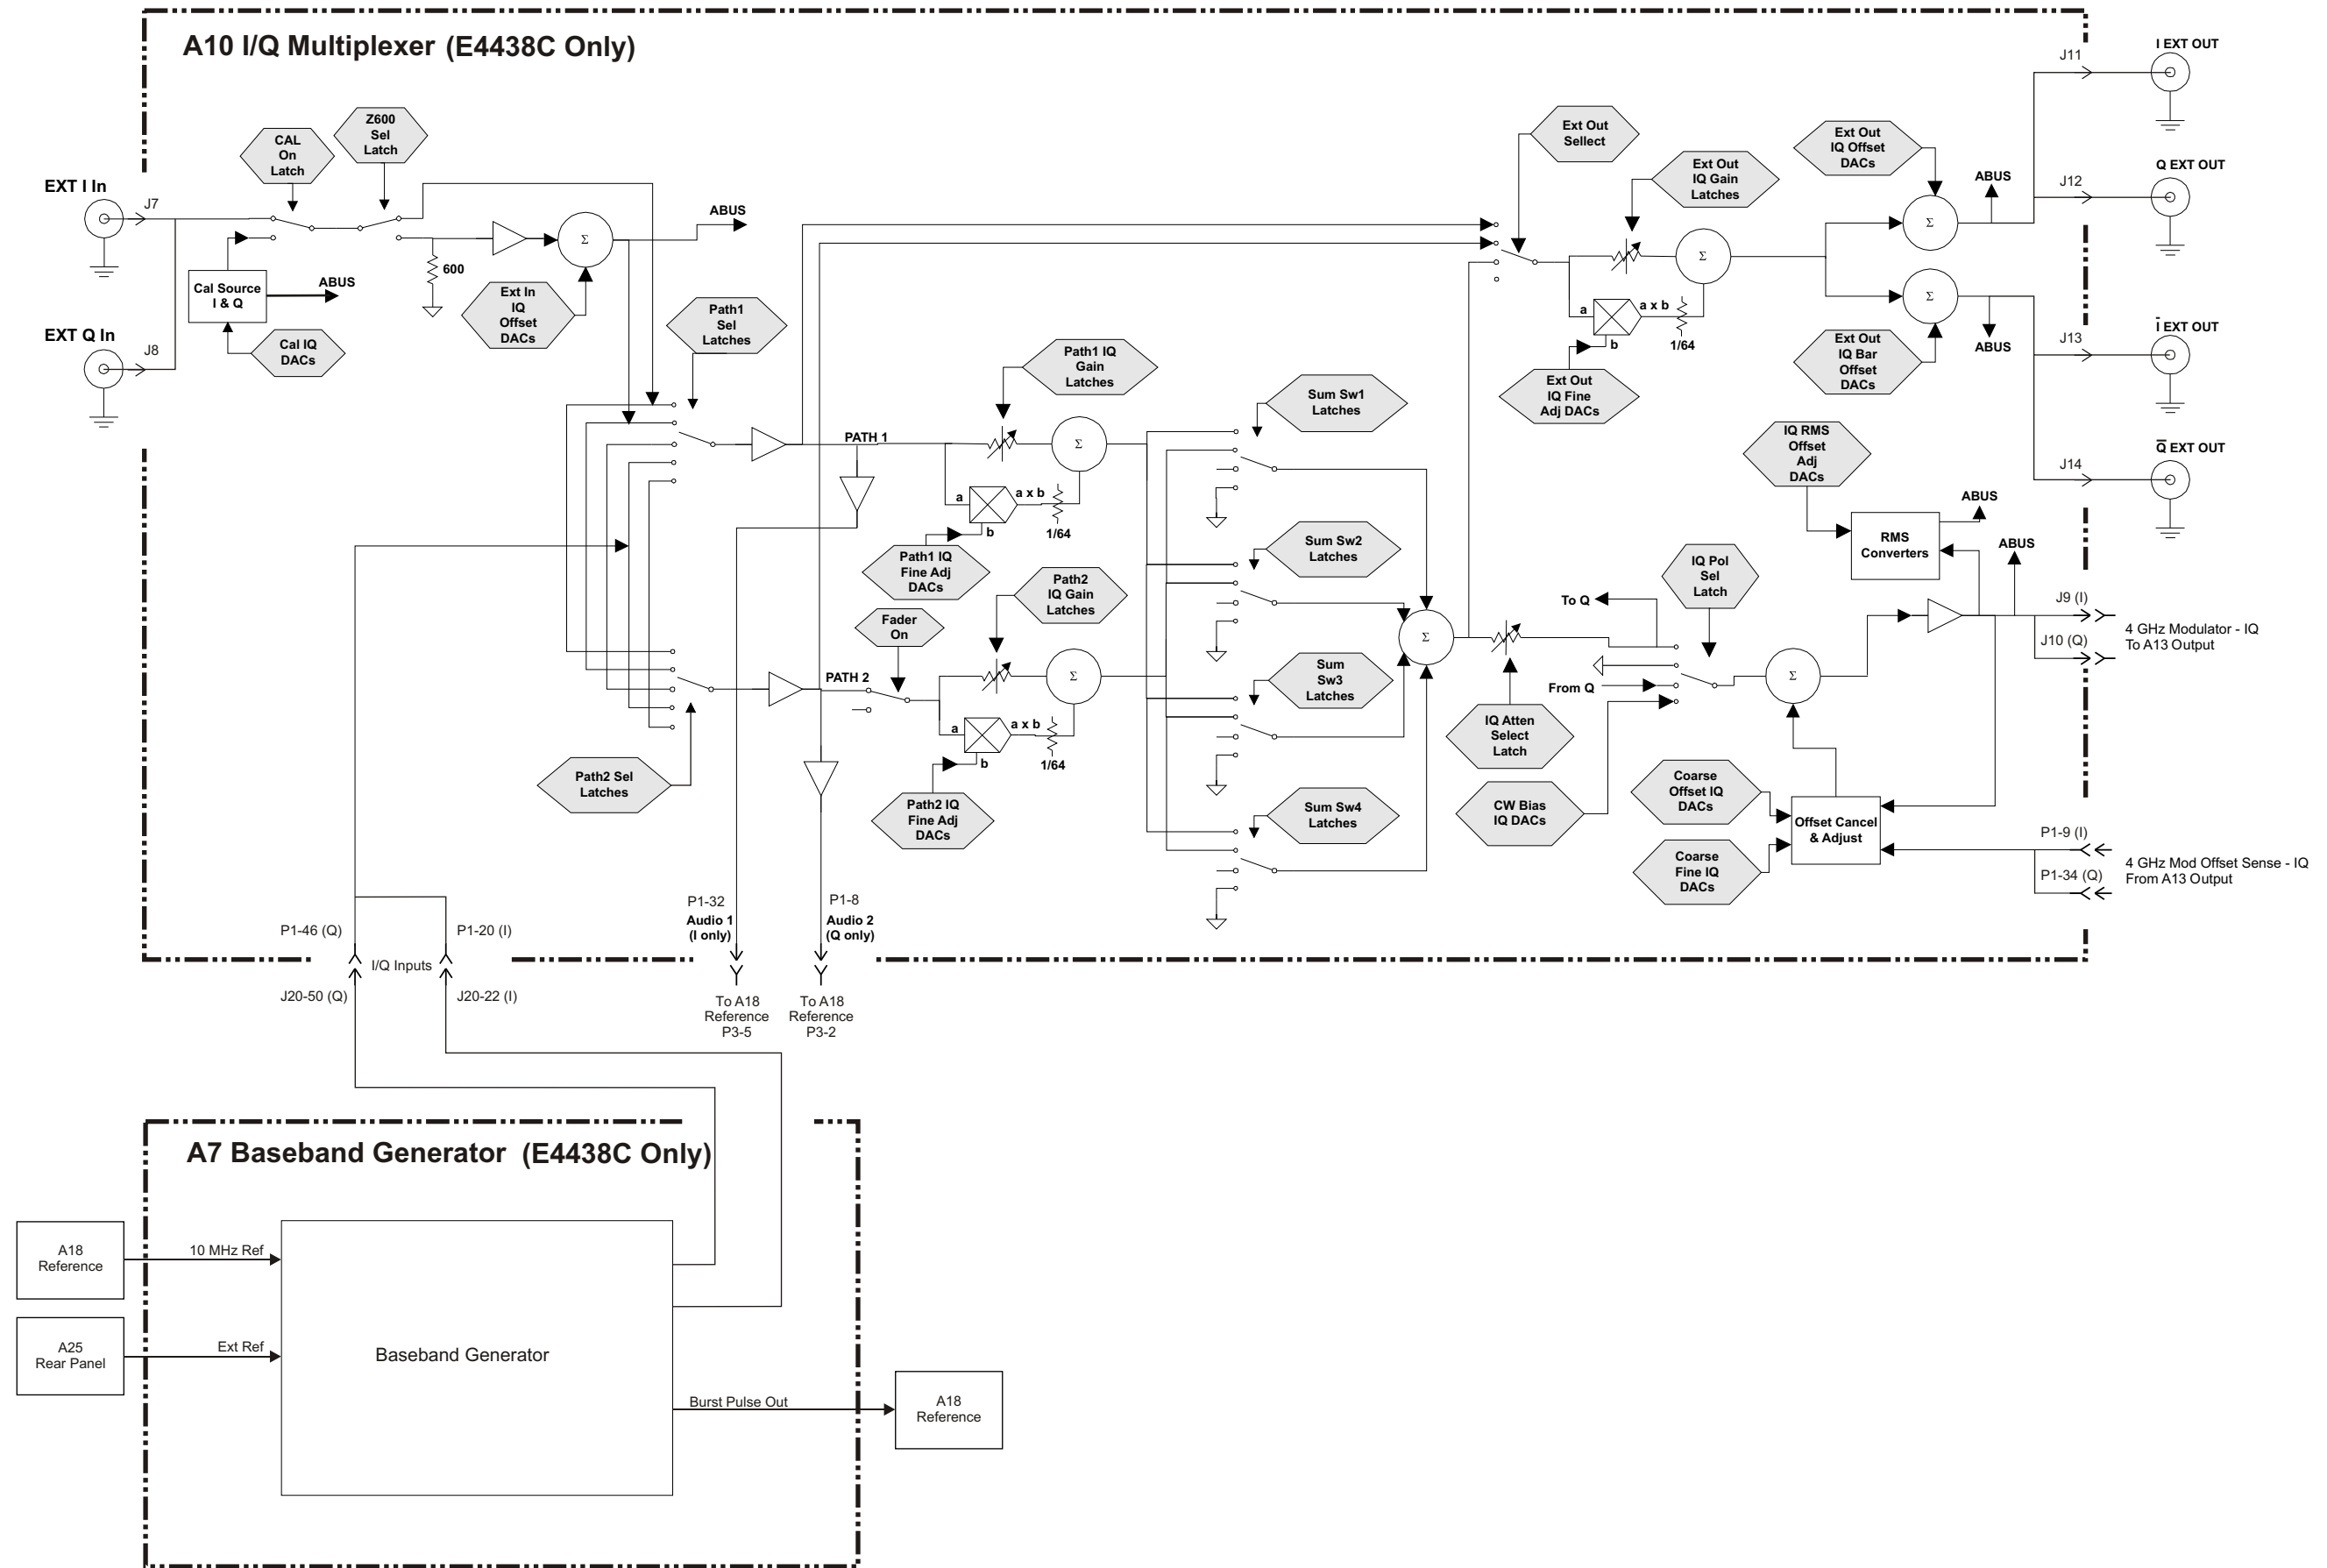 A10 I/Q Multiplexer (E4438C Only)
EXT I In
J7
EXT Q In
J8
CAL
On
Latch
Z600
Sel
Latch
Cal Source
I & Q
ABUS
Cal IQ
DACs
600
Σ
ABUS
Ext In
IQ
Offset
DACs
Path1
Sel
Latches
PATH 1
Path1 IQ
Gain
Latches
Σ
a
a x b
b
1/64
Path1 IQ
Fine Adj
DACs
Path2
IQ Gain
Latches
Fader
On
PATH 2
Σ
a
a x b
b
1/64
Path2 IQ
Fine Adj
DACs
Path2 Sel
Latches
Sum Sw1
Latches
Sum Sw2
Latches
Sum
Sw3
Latches
Sum Sw4
Latches
Σ
Ext Out
Sellect
Ext Out
IQ Gain
Latches
Σ
a
a x b
b
1/64
Ext Out
IQ Fine
Adj DACs
Ext Out
IQ Offset
DACs
Σ
ABUS
Σ
ABUS
Ext Out
IQ Bar
Offset
DACs
J11
I EXT OUT
J12
Q EXT OUT
J13
I̅ EXT OUT
J14
Q̅ EXT OUT
IQ RMS
Offset
Adj
DACs
RMS
Converters
ABUS
ABUS
IQ Pol
Sel
Latch
To Q
From Q
IQ Atten
Select
Latch
CW Bias
IQ DACs
Σ
Coarse
Offset IQ
DACs
Coarse
Fine IQ
DACs
Offset Cancel
& Adjust
J9 (I)
J10 (Q)
4 GHz Modulator - IQ
To A13 Output
P1-9 (I)
P1-34 (Q)
4 GHz Mod Offset Sense - IQ
From A13 Output
P1-46 (Q)
P1-20 (I)
I/Q Inputs
J20-50 (Q)
J20-22 (I)
P1-32
Audio 1
(I only)
P1-8
Audio 2
(Q only)
To A18
Reference
P3-5
To A18
Reference
P3-2
A7 Baseband Generator (E4438C Only)
A18
Reference
10 MHz Ref
A25
Rear Panel
Ext Ref
Baseband Generator
Burst Pulse Out
A18
Reference